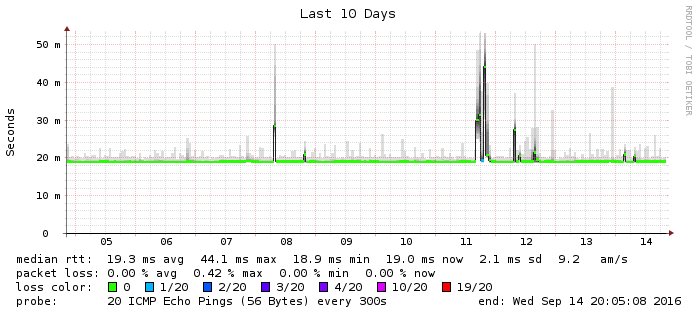 Last 10 Days
RRDTOOL / TOBI OETIKER
Seconds
50 m
40 m
30 m
20 m
10 m
0
05 06 07 08 09 10 11 12 13 14
median rtt: 19.3 ms avg 44.1 ms max 18.9 ms min 19.0 ms now 2.1 ms sd 9.2 am/s
packet loss: 0.00 % avg 0.42 % max 0.00 % min 0.00 % now
loss color: 0 1/20 2/20 3/20 4/20 10/20 19/20
probe: 20 ICMP Echo Pings (56 Bytes) every 300s end: Wed Sep 14 20:05:08 2016